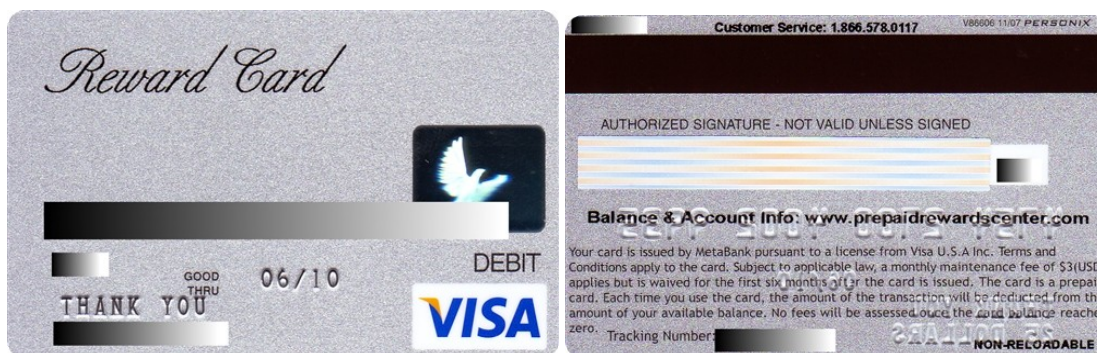 Reward Card
DEBIT
GOOD
THRU
06/10
THANK YOU
VISA
Customer Service: 1.866.578.0117
V86606 11/07 PERSONIX
AUTHORIZED SIGNATURE - NOT VALID UNLESS SIGNED
Balance & Account Info: www.prepaidrewardscenter.com
Your card is issued by MetaBank pursuant to a license from Visa U.S.A Inc. Terms and
Conditions apply to the card. Subject to applicable law, a monthly maintenance fee of $3(USD
applies but is waived for the first six months after the card is issued. The card is a prepai
card. Each time you use the card, the amount of the transaction will be deducted from th
amount of your available balance. No fees will be assessed once the card balance reache
zero.
Tracking Number:
NON-RELOADABLE